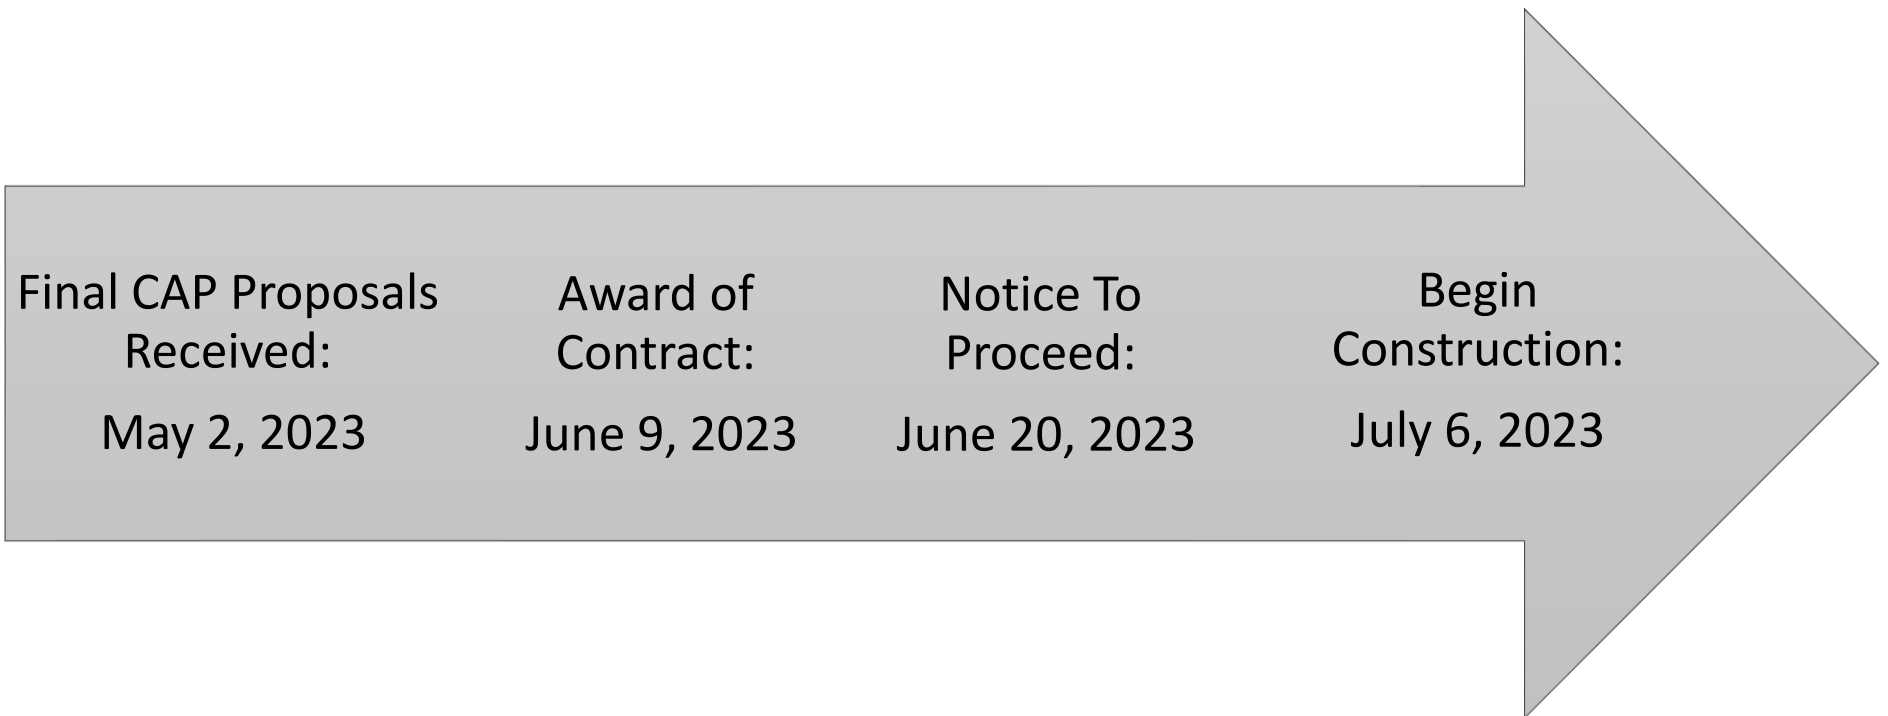 Final CAP Proposals
Received:
May 2, 2023
Award of
Contract:
June 9, 2023
Notice To
Proceed:
June 20, 2023
Begin
Construction:
July 6, 2023